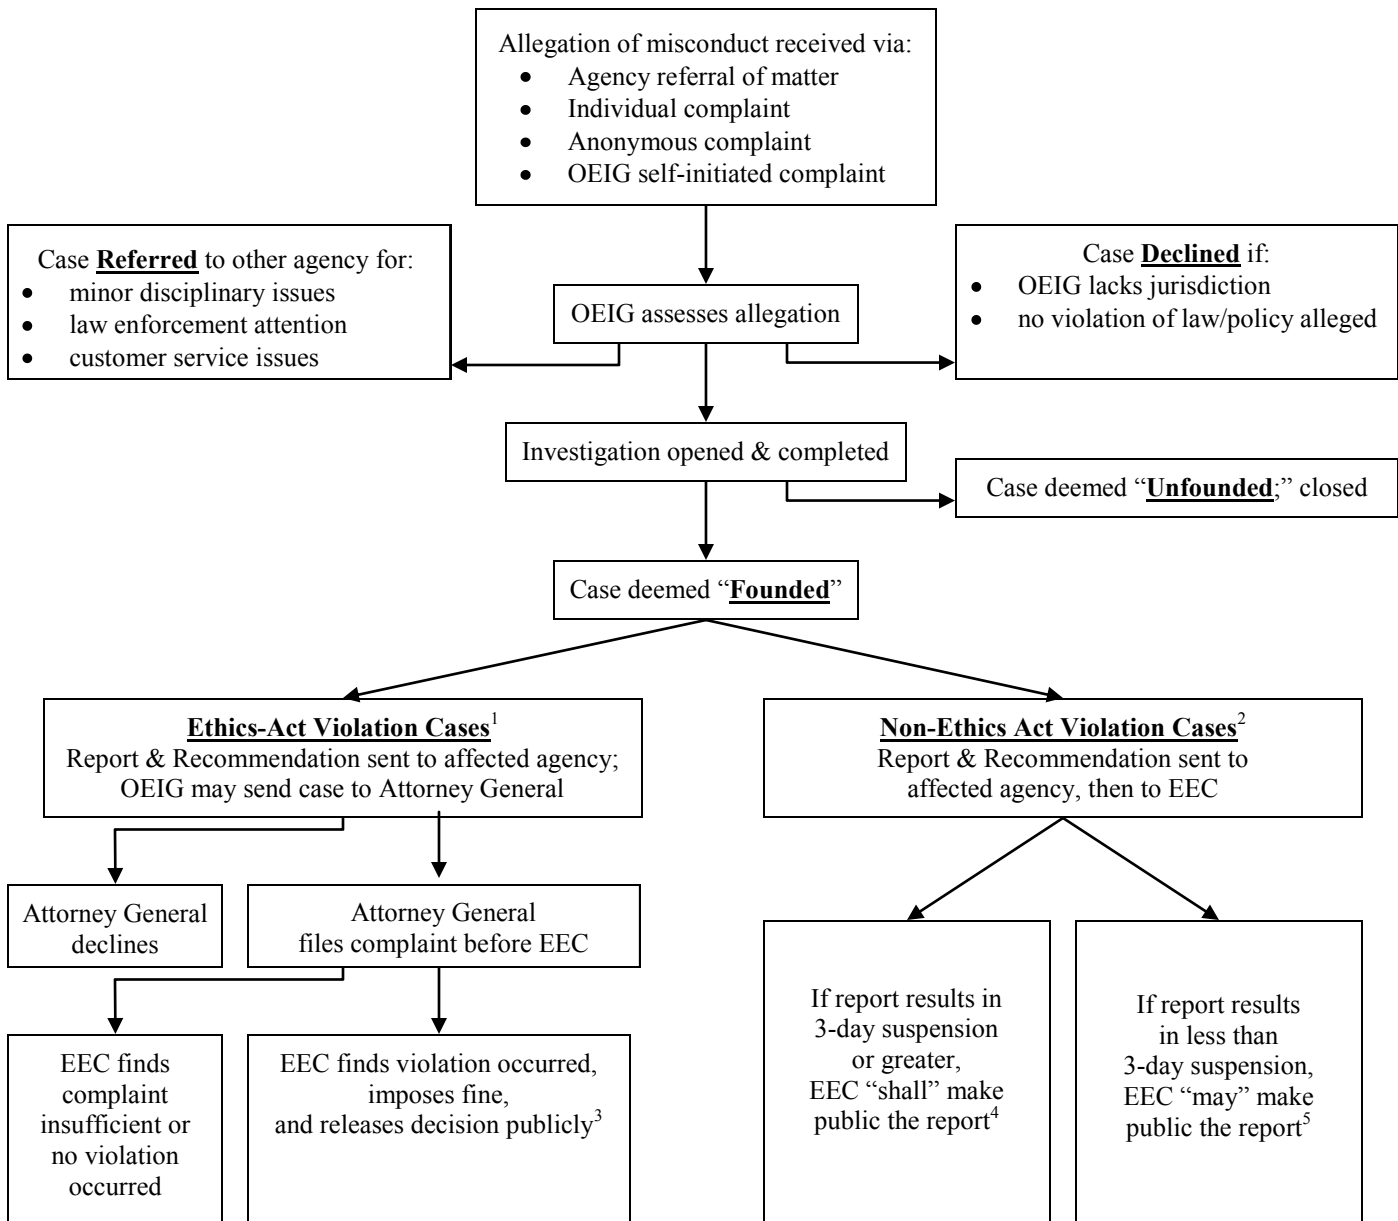 Allegation of misconduct received via:
• Agency referral of matter
• Individual complaint
• Anonymous complaint
• OEIG self-initiated complaint
Case Referred to other agency for:
• minor disciplinary issues
• law enforcement attention
• customer service issues
OEIG assesses allegation
Case Declined if:
• OEIG lacks jurisdiction
• no violation of law/policy alleged
Investigation opened & completed
Case deemed “Unfounded;” closed
Case deemed “Founded”
Ethics-Act Violation Cases1
Report & Recommendation sent to affected agency;
OEIG may send case to Attorney General
Non-Ethics Act Violation Cases2
Report & Recommendation sent to
affected agency, then to EEC
Attorney General
declines
Attorney General
files complaint before EEC
EEC finds
complaint
insufficient or
no violation
occurred
EEC finds violation occurred,
imposes fine,
and releases decision publicly3
If report results in
3-day suspension
or greater,
EEC “shall” make
public the report4
If report results
in less than
3-day suspension,
EEC “may” make
public the report5